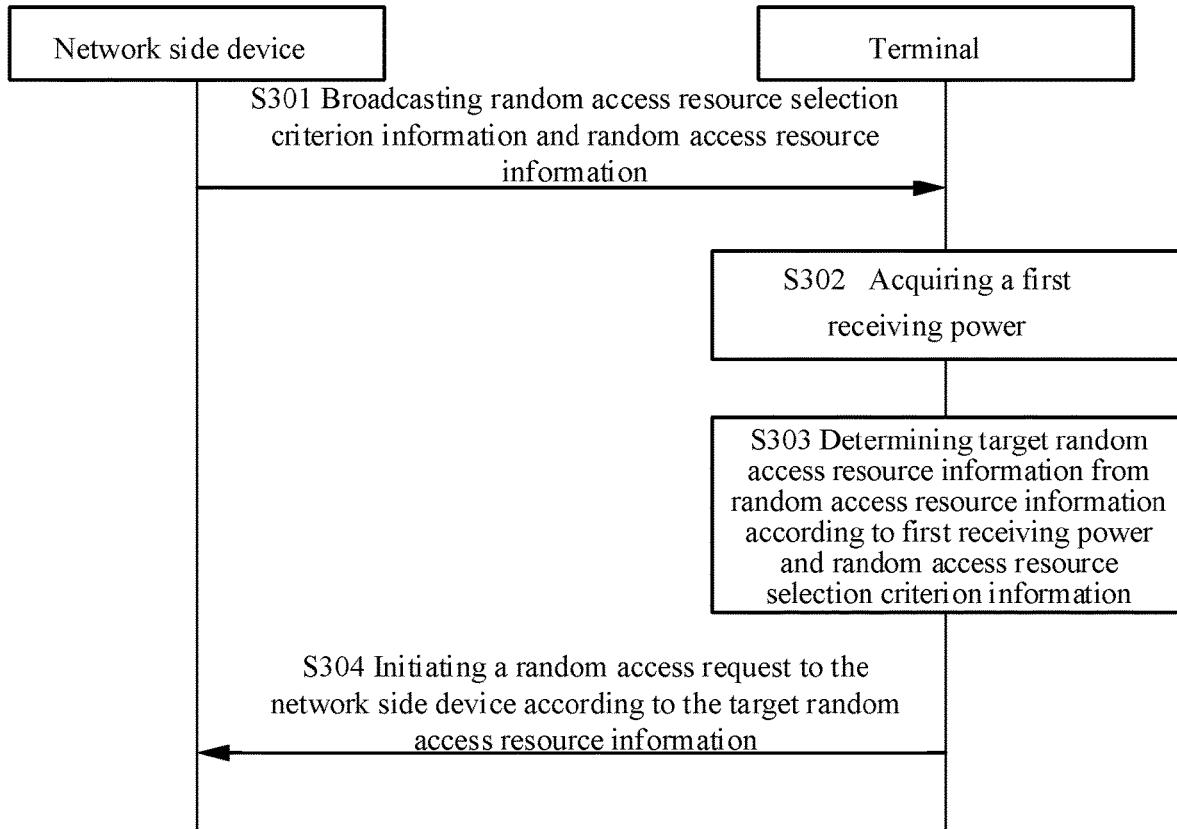 Network side device
Terminal
S301 Broadcasting random access resource selection
criterion information and random access resource
information
S302 Acquiring a first
receiving power
S303 Determining target random
access resource information from
random access resource information
according to first receiving power
and random access resource
selection criterion information
S304 Initiating a random access request to the
network side device according to the target random
access resource information